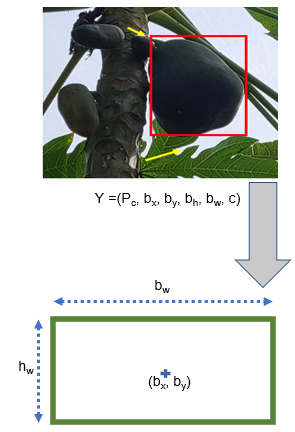 Y =(Pc, bx, by, bh, bw, c)
bw
hw
(bx, by)